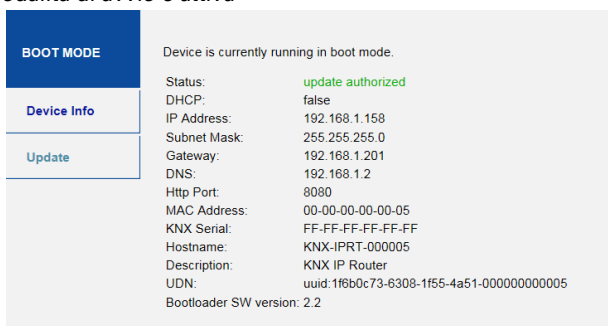 BOOT MODE
Device is currently running in boot mode.
Status: update authorized
DHCP: false
Device Info
IP Address: 192.168.1.158
Subnet Mask: 255.255.255.0
Update
Gateway: 192.168.1.201
DNS: 192.168.1.2
Http Port: 8080
MAC Address: 00-00-00-00-00-05
KNX Serial: FF-FF-FF-FF-FF-FF
Hostname: KNX-IPRT-000005
Description: KNX IP Router
UDN: uuid:1f6b0c73-6308-1f55-4a51-000000000005
Bootloader SW version: 2.2